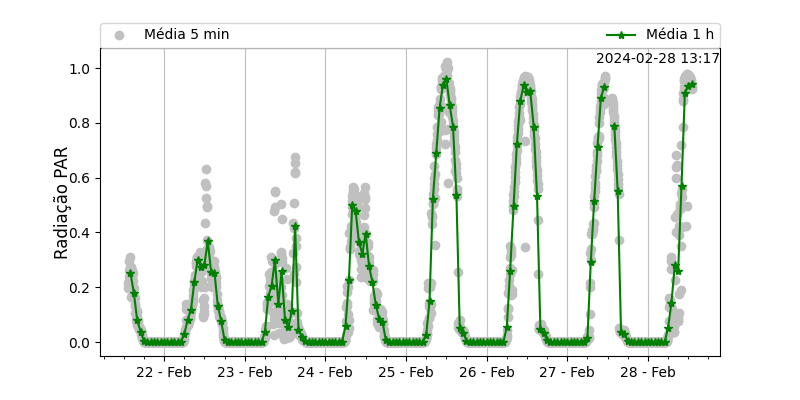 Média 5 min
Média 1 h
2024-02-28 13:17
Radiação PAR
1.0
0.8
0.6
0.4
0.2
0.0
22 - Feb
23 - Feb
24 - Feb
25 - Feb
26 - Feb
27 - Feb
28 - Feb